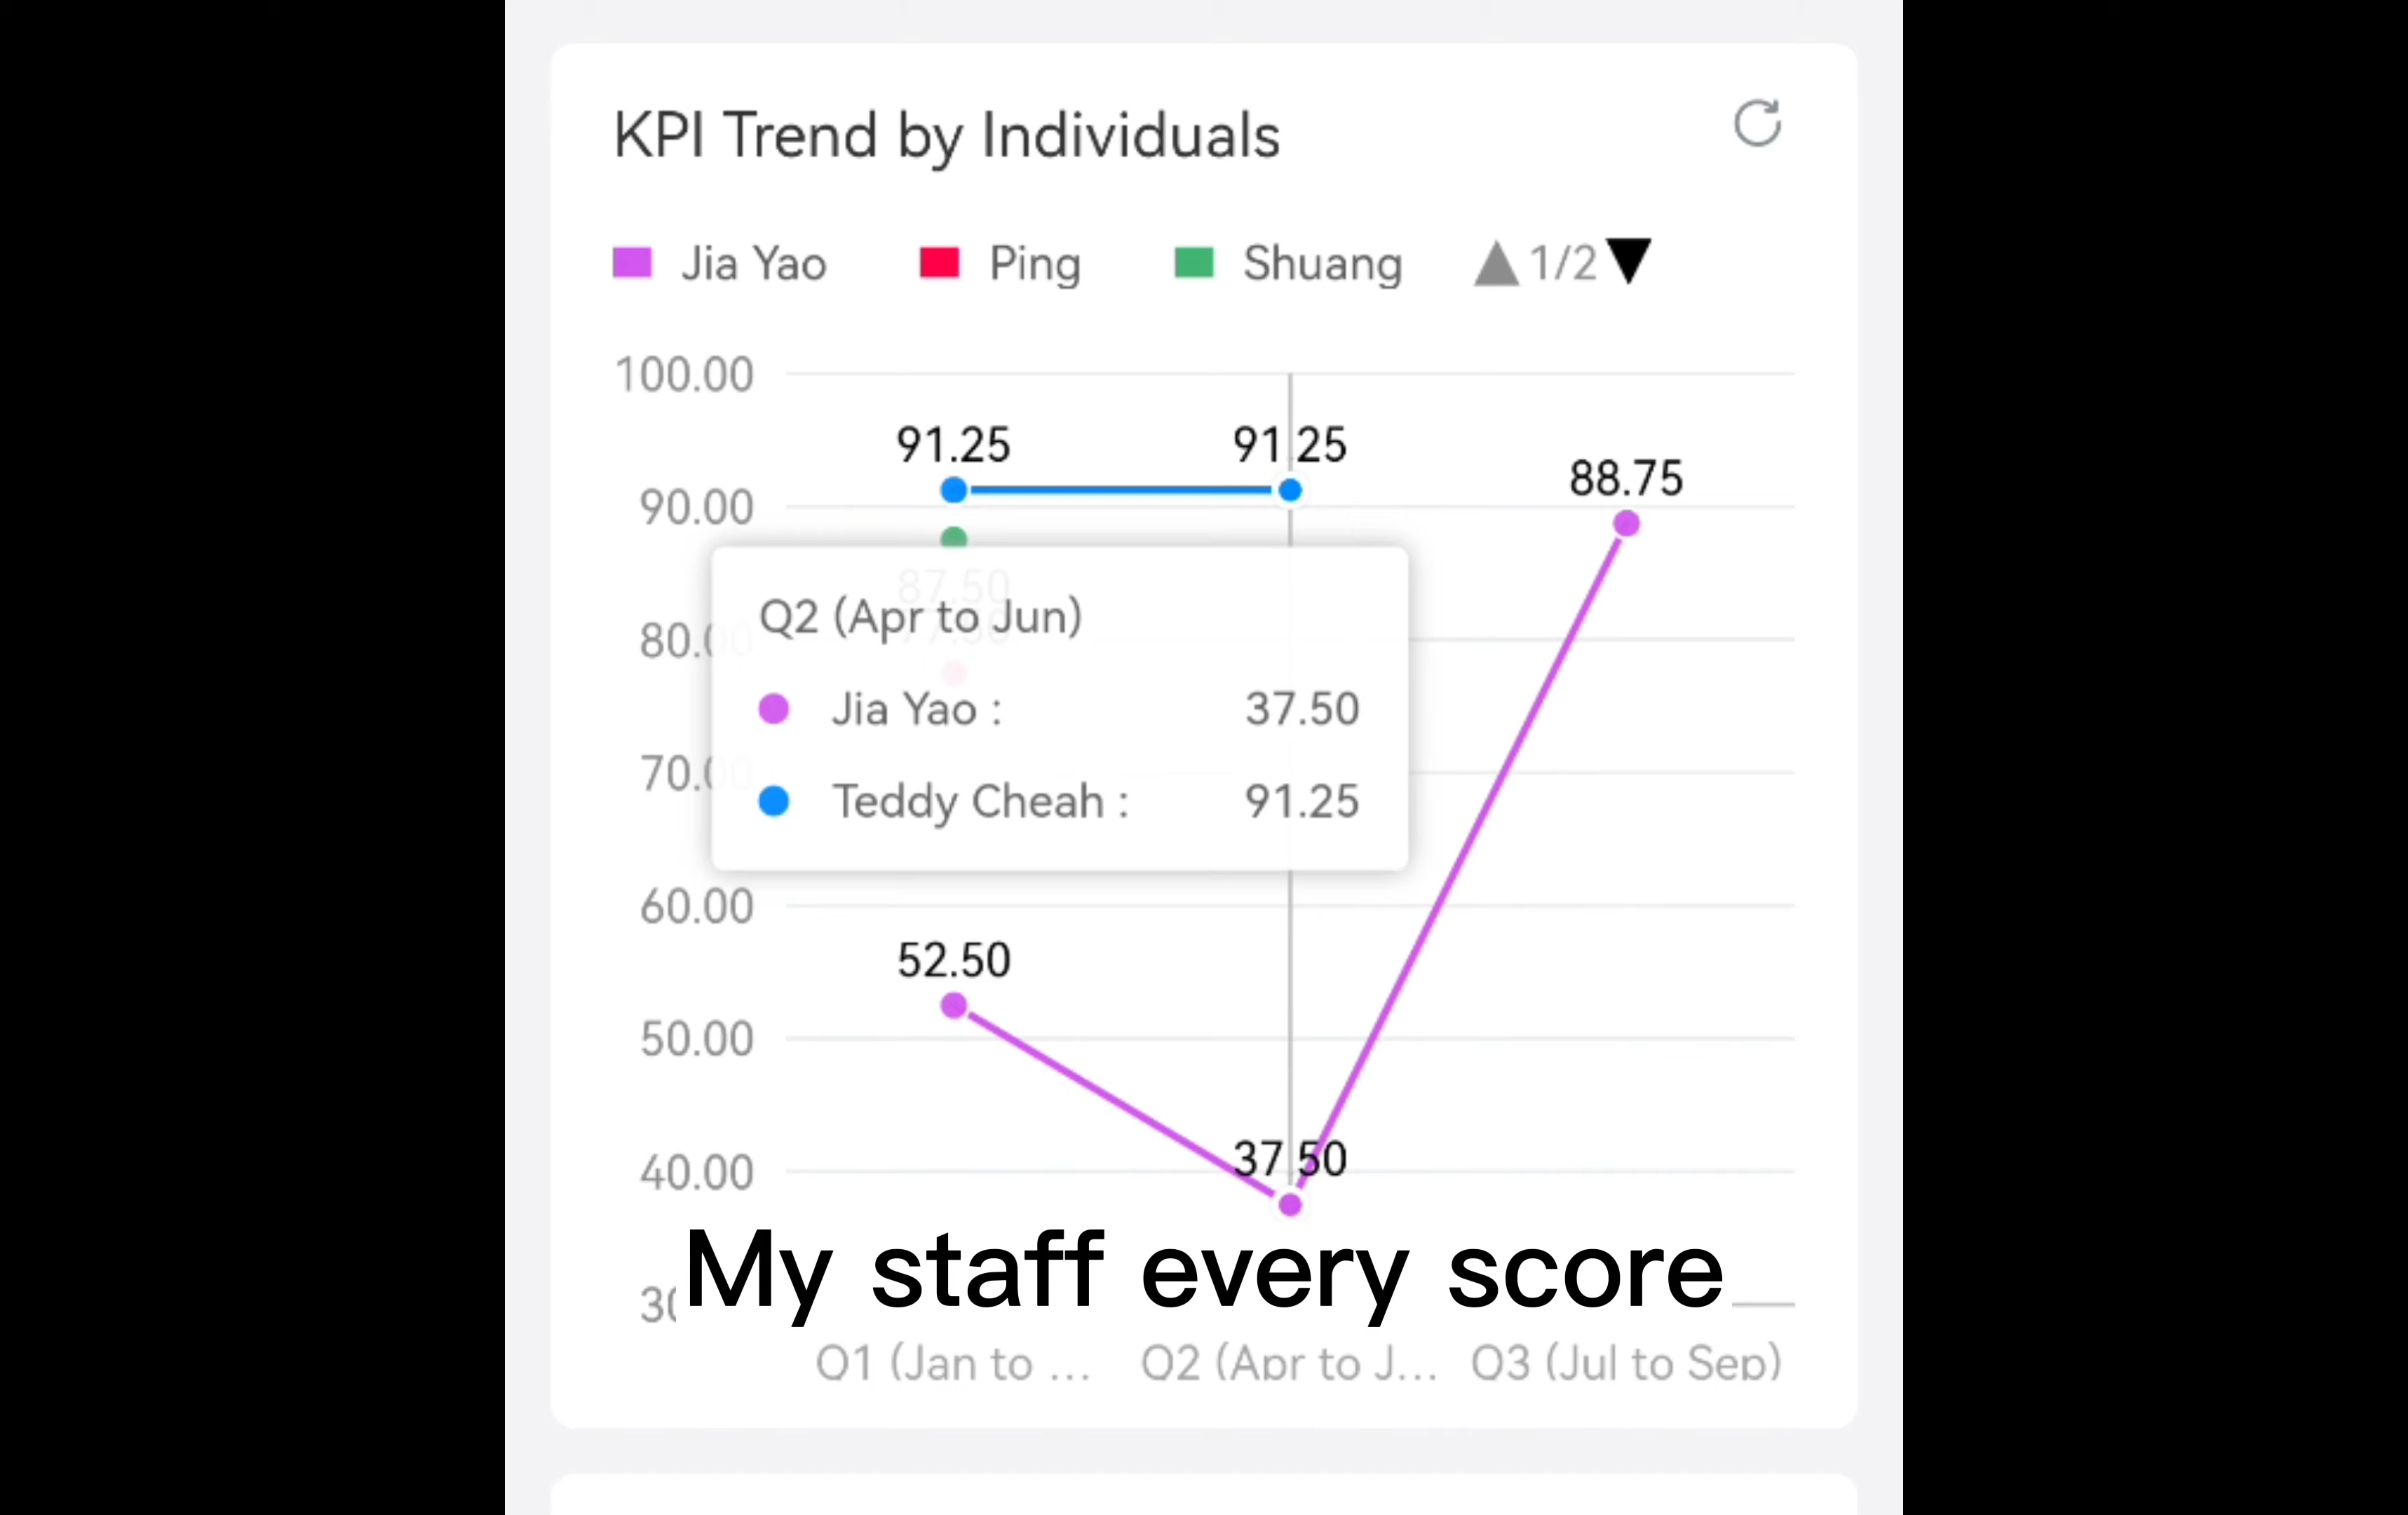 KPI Trend by Individuals
Jia Yao Ping Shuang 1/2
100.00
91.25 91.25
88.75
90.00
87.50
Q2 (Apr to Jun)
Jia Yao : 37.50
Teddy Cheah : 91.25
60.00
52.50
50.00
37.50
40.00
My staff every score
Q1 (Jan to ... Q2 (Apr to J... Q3 (Jul to Sep)